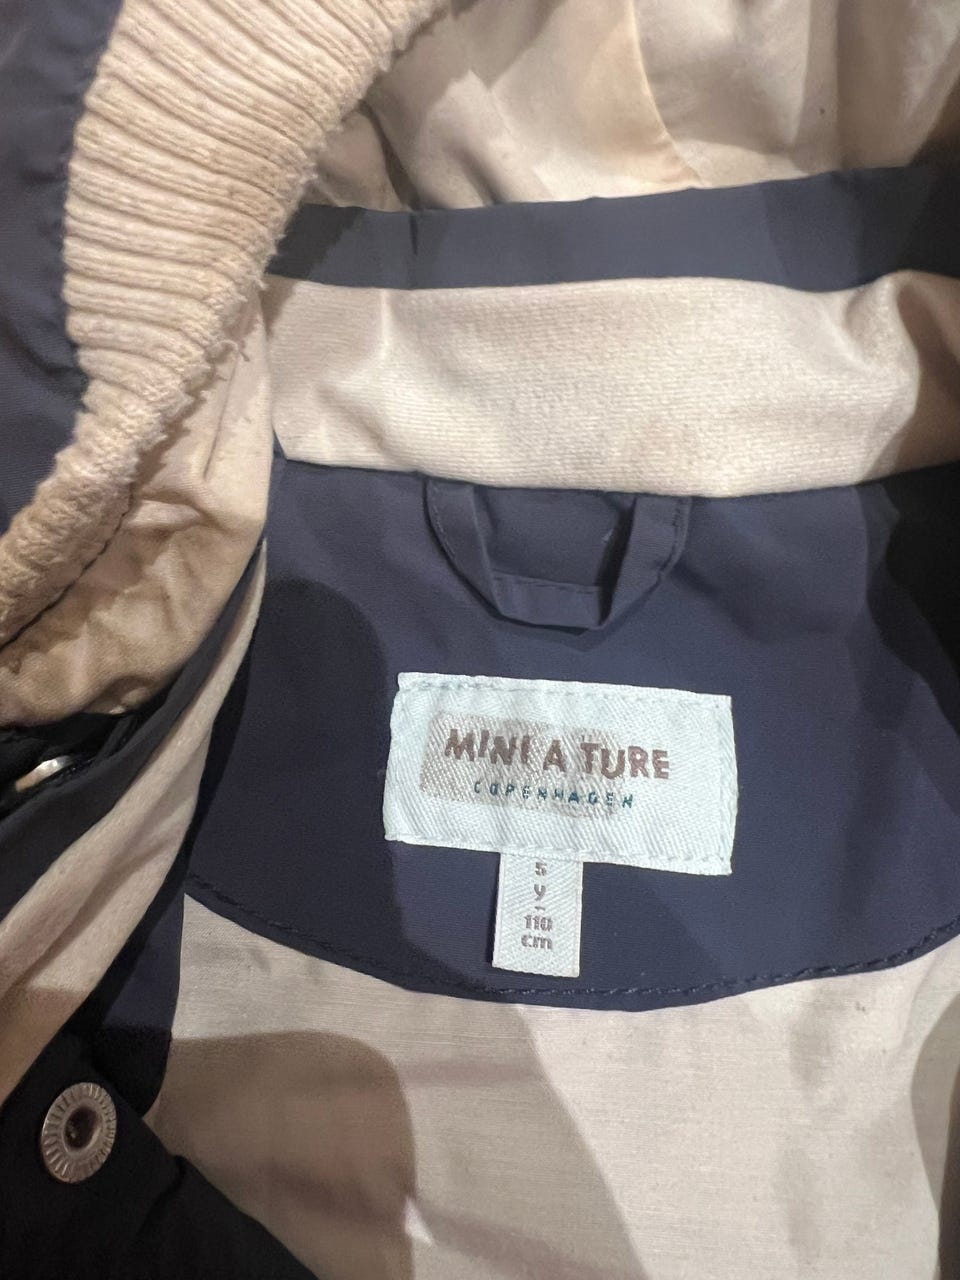 MINI A TURE
COPENHAGEN
5
y
-
110
cm